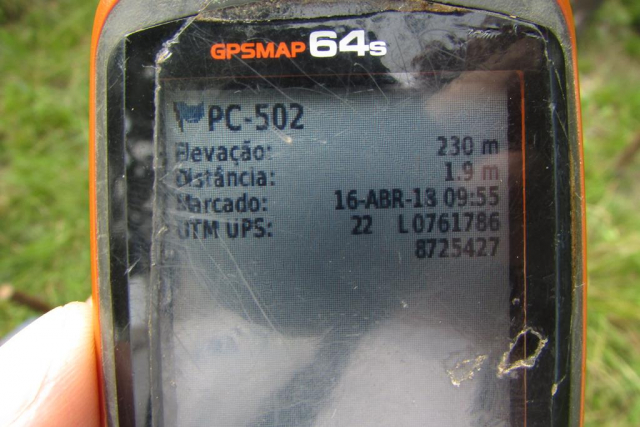 GPSMAP 64s
PC-502
Elevação: 230 m
Distância: 1.9 m
Marcado: 16-ABR-18 09:55
UTM UPS: 22 L 0761786
8725427